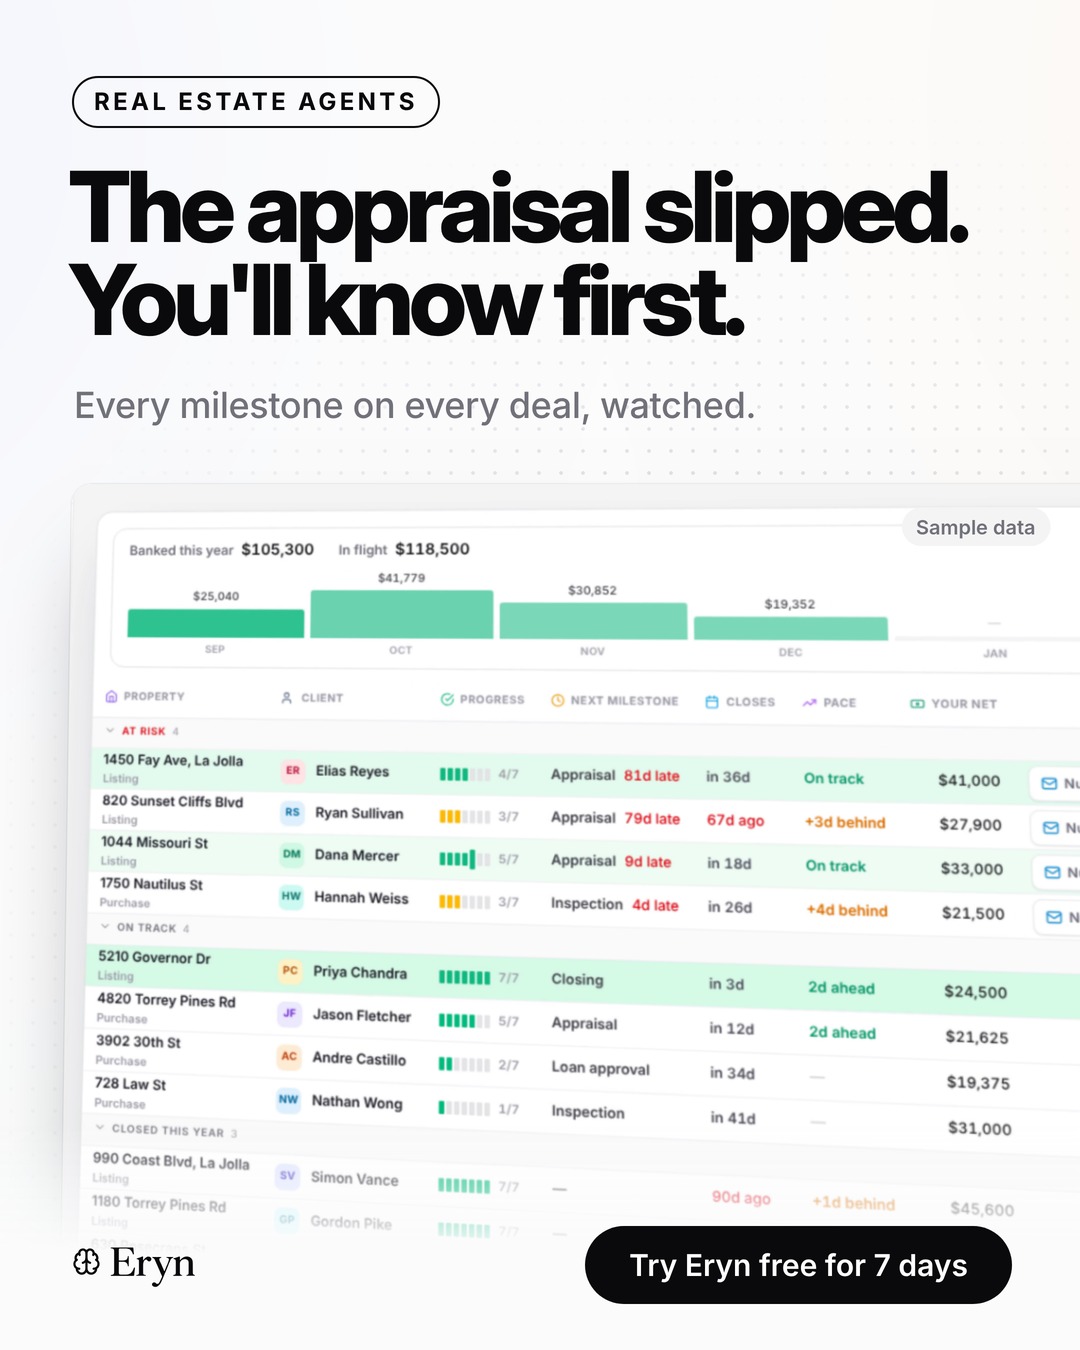 REAL ESTATE AGENTS
The appraisal slipped.
You'll know first.
Every milestone on every deal, watched.
Sample data
Banked this year $105,300 In flight $118,500
$25,040 $41,779 $30,852 $19,352 —
SEP OCT NOV DEC JAN
PROPERTY CLIENT PROGRESS NEXT MILESTONE CLOSES PACE YOUR NET
AT RISK 4
1450 Fay Ave, La Jolla ER Elias Reyes 4/7 Appraisal 81d late in 36d On track $41,000
Listing
820 Sunset Cliffs Blvd RS Ryan Sullivan 3/7 Appraisal 79d late 67d ago +3d behind $27,900
Listing
1044 Missouri St DM Dana Mercer 5/7 Appraisal 9d late in 18d On track $33,000
Listing
1750 Nautilus St HW Hannah Weiss 3/7 Inspection 4d late in 26d +4d behind $21,500
Purchase
ON TRACK 4
5210 Governor Dr PC Priya Chandra 7/7 Closing in 3d 2d ahead $24,500
Listing
4820 Torrey Pines Rd JF Jason Fletcher 5/7 Appraisal in 12d 2d ahead $21,625
Purchase
3902 30th St AC Andre Castillo 2/7 Loan approval in 34d — $19,375
Purchase
728 Law St NW Nathan Wong 1/7 Inspection in 41d — $31,000
Purchase
CLOSED THIS YEAR 3
990 Coast Blvd, La Jolla SV Simon Vance 7/7 — 90d ago +1d behind $45,600
Listing
1180 Torrey Pines Rd GP Gordon Pike 7/7 —
Listing
Eryn
Try Eryn free for 7 days